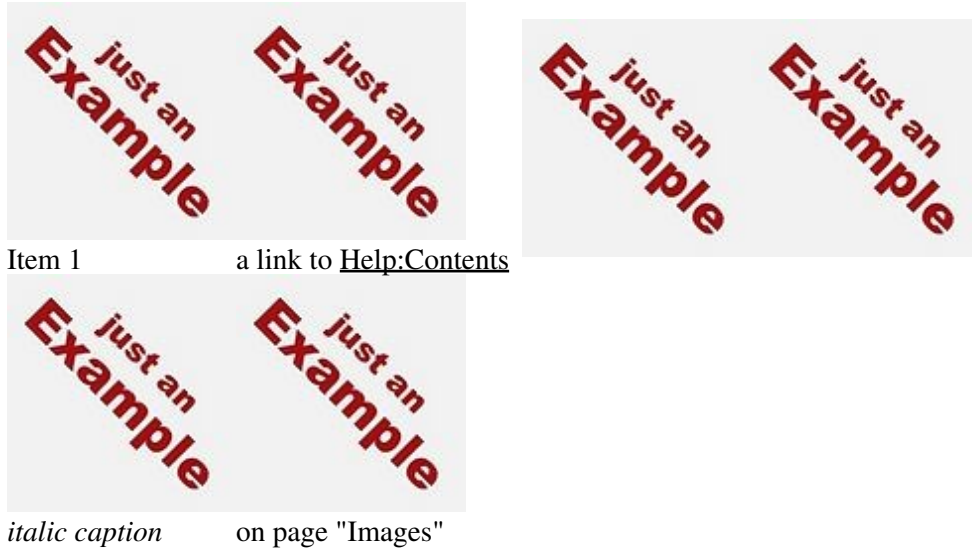 just an
Example
just an
Example
just an
Example
just an
Example
Item 1
a link to Help:Contents
just an
Example
just an
Example
italic caption
on page "Images"